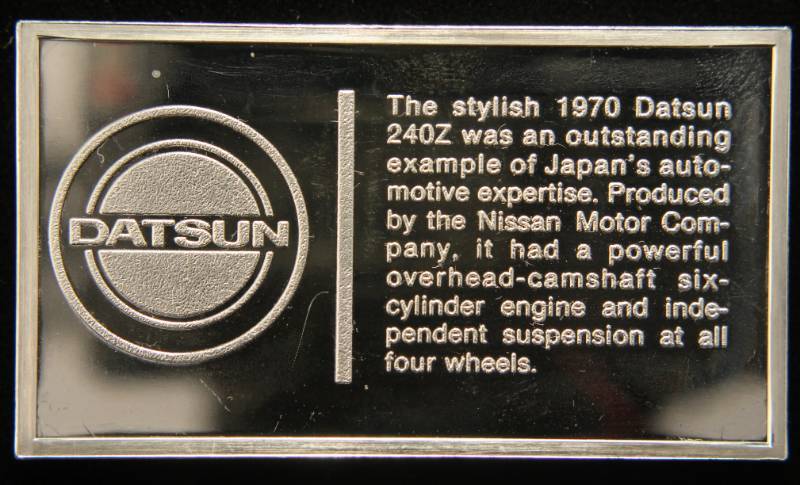 DATSUN
The stylish 1970 Datsun
240Z was an outstanding
example of Japan's auto-
motive expertise. Produced
by the Nissan Motor Com-
pany, it had a powerful
overhead-camshaft six-
cylinder engine and inde-
pendent suspension at all
four wheels.